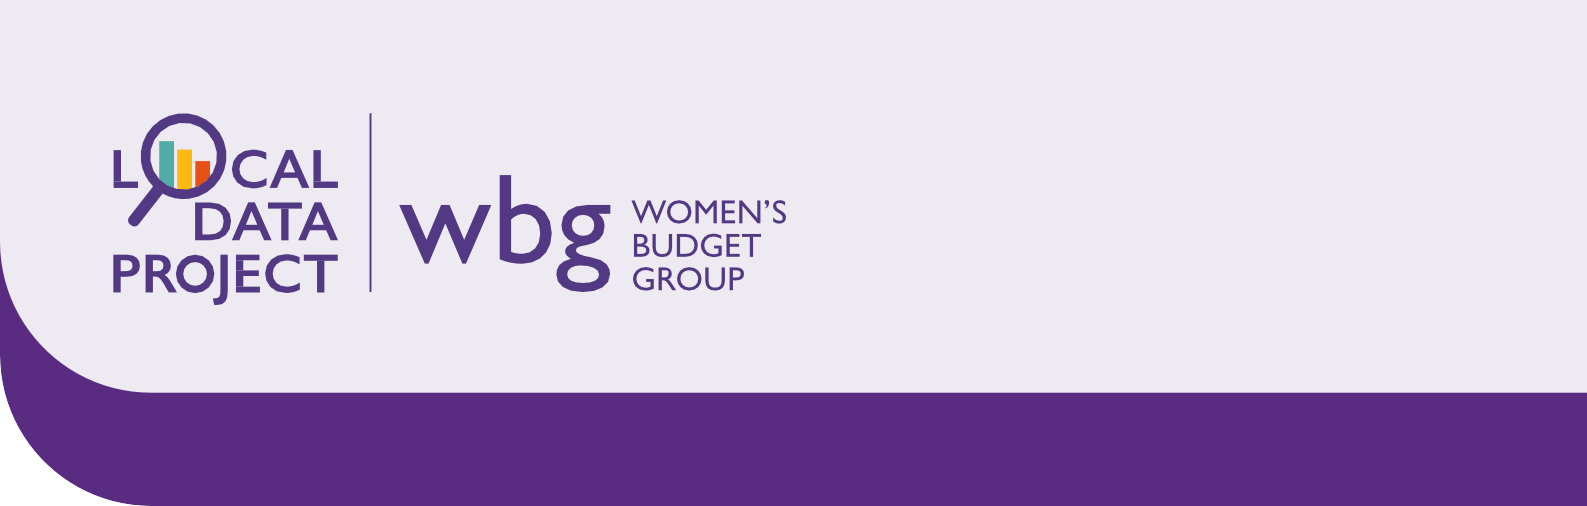 LOCAL
DATA
PROJECT
wbg
WOMEN'S
BUDGET
GROUP